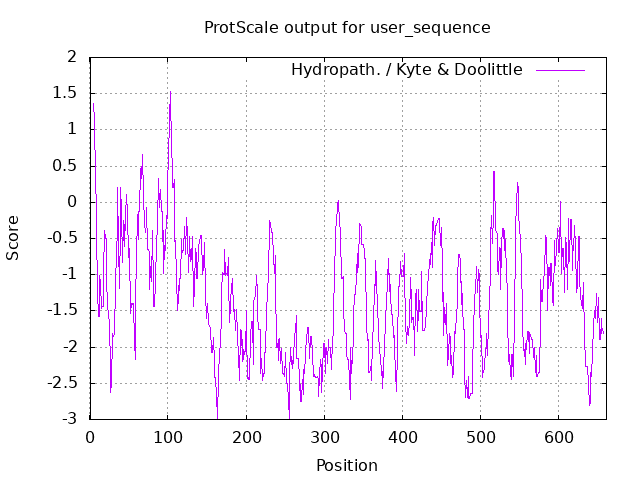 ProtScale output for user_sequence
Hydropath. / Kyte & Doolittle
2
1.5
1
0.5
0
-0.5
-1
-1.5
-2
-2.5
-3
Score
0 100 200 300 400 500 600
Position